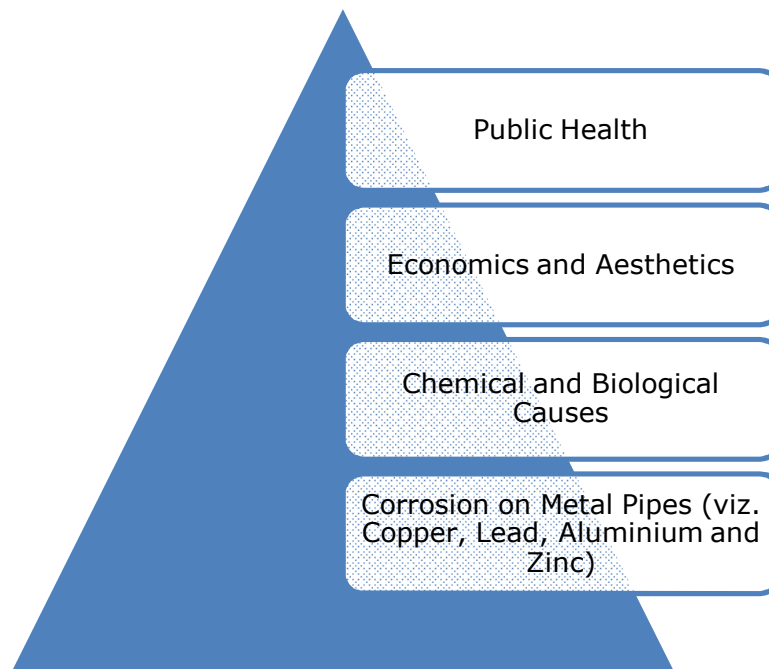 Public Health
Economics and Aesthetics
Chemical and Biological
Causes
Corrosion on Metal Pipes (viz.
Copper, Lead, Aluminium and
Zinc)